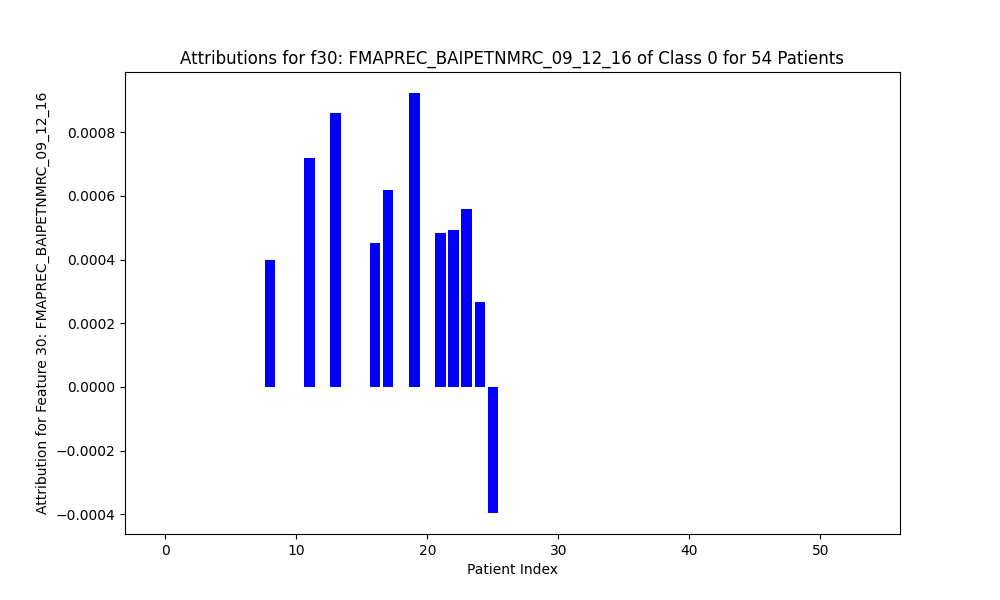 Attributions for f30: FMAPREC_BAIPETNMRC_09_12_16 of Class 0 for 54 Patients
Attribution for Feature 30: FMAPREC_BAIPETNMRC_09_12_16
0.0008
0.0006
0.0004
0.0002
0.0000
−0.0002
−0.0004
0 10 20 30 40 50
Patient Index